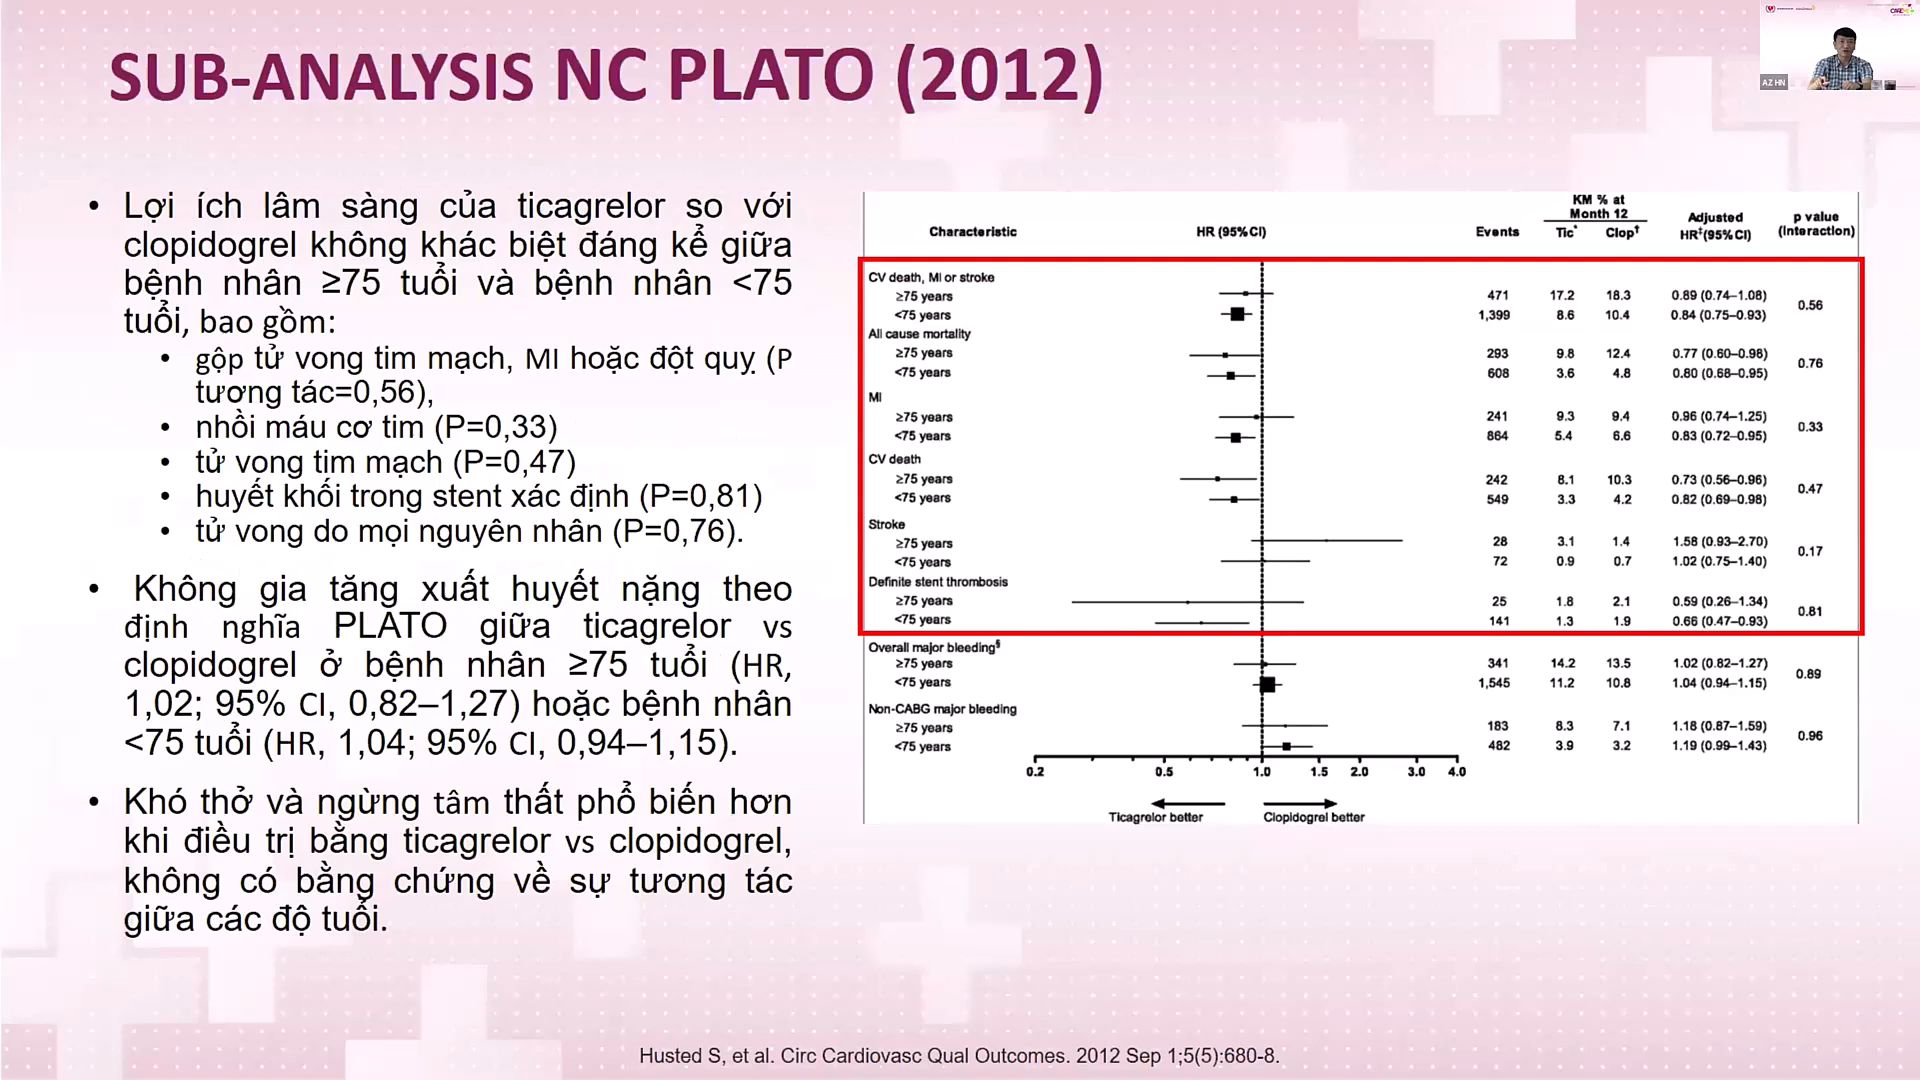 SUB-ANALYSIS NC PLATO (2012)
AZ HN
• Lợi ích lâm sàng của ticagrelor so với
clopidogrel không khác biệt đáng kể giữa
bệnh nhân ≥75 tuổi và bệnh nhân <75
tuổi, bao gồm:
• gộp tử vong tim mạch, MI hoặc đột quỵ (P
tương tác=0,56),
• nhồi máu cơ tim (P=0,33)
• tử vong tim mạch (P=0,47)
• huyết khối trong stent xác định (P=0,81)
• tử vong do mọi nguyên nhân (P=0,76).
• Không gia tăng xuất huyết nặng theo
định nghĩa PLATO giữa ticagrelor vs
clopidogrel ở bệnh nhân ≥75 tuổi (HR,
1,02; 95% CI, 0,82–1,27) hoặc bệnh nhân
<75 tuổi (HR, 1,04; 95% CI, 0,94–1,15).
• Khó thở và ngừng tâm thất phổ biến hơn
khi điều trị bằng ticagrelor vs clopidogrel,
không có bằng chứng về sự tương tác
giữa các độ tuổi.
KM % at
Month 12
Characteristic HR (95%CI) Events Tic* Clop† Adjusted HR‡(95%CI) p value (interaction)
CV death, MI or stroke
≥75 years 471 17.2 18.3 0.89 (0.74–1.08)
0.56
<75 years 1,399 8.6 10.4 0.84 (0.75–0.93)
All cause mortality
≥75 years 293 9.8 12.4 0.77 (0.60–0.98)
0.76
<75 years 608 3.6 4.8 0.80 (0.68–0.95)
MI
≥75 years 241 9.3 9.4 0.96 (0.74–1.25)
0.33
<75 years 864 5.4 6.6 0.83 (0.72–0.95)
CV death
≥75 years 242 8.1 10.3 0.73 (0.56–0.96)
0.47
<75 years 549 3.3 4.2 0.82 (0.69–0.98)
Stroke
≥75 years 28 3.1 1.4 1.58 (0.93–2.70)
0.17
<75 years 72 0.9 0.7 1.02 (0.75–1.40)
Definite stent thrombosis
≥75 years 25 1.8 2.1 0.59 (0.26–1.34)
0.81
<75 years 141 1.3 1.9 0.66 (0.47–0.93)
Overall major bleeding§
≥75 years 341 14.2 13.5 1.02 (0.82–1.27)
0.89
<75 years 1,545 11.2 10.8 1.04 (0.94–1.15)
Non-CABG major bleeding
≥75 years 183 8.3 7.1 1.18 (0.87–1.59)
0.96
<75 years 482 3.9 3.2 1.19 (0.99–1.43)
0.2 0.5 1.0 1.5 2.0 3.0 4.0
Ticagrelor better Clopidogrel better
Husted S, et al. Circ Cardiovasc Qual Outcomes. 2012 Sep 1;5(5):680-8.